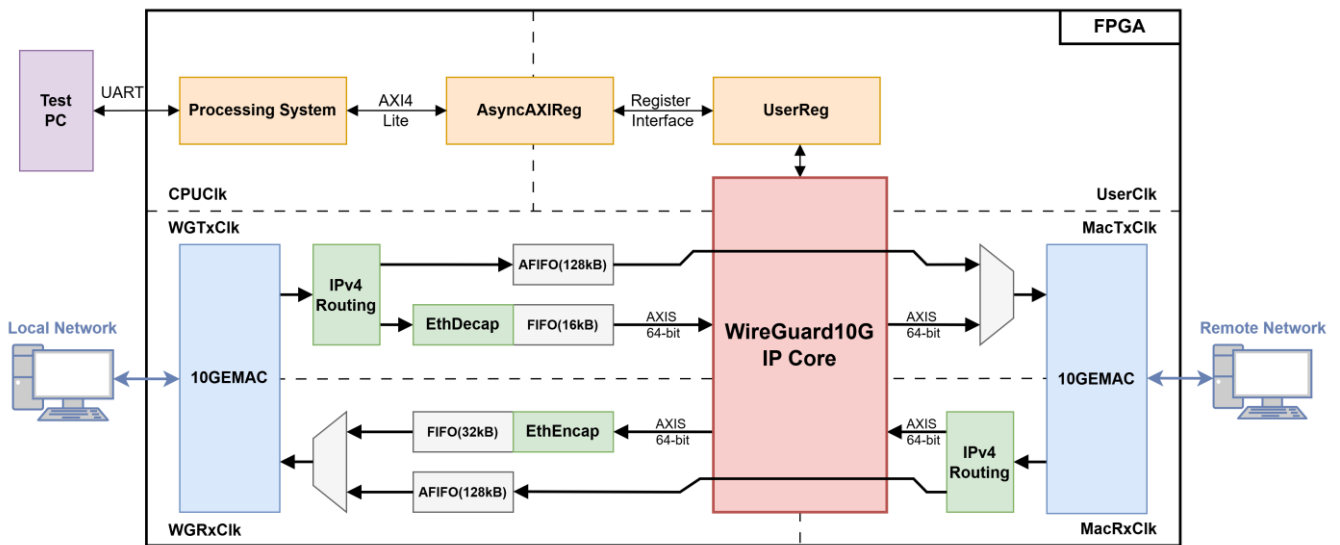 FPGA
Test
PC
UART
Processing System
AXI4
Lite
AsyncAXIReg
Register
Interface
UserReg
CPUClk
UserClk
WGTxClk
MacTxClk
IPv4
Routing
AFIFO(128kB)
EthDecap
FIFO(16kB)
AXIS
64-bit
WireGuard10G
IP Core
AXIS
64-bit
Local Network
10GEMAC
10GEMAC
Remote Network
FIFO(32kB)
EthEncap
AXIS
64-bit
AXIS
64-bit
IPv4
Routing
AFIFO(128kB)
WGRxClk
MacRxClk